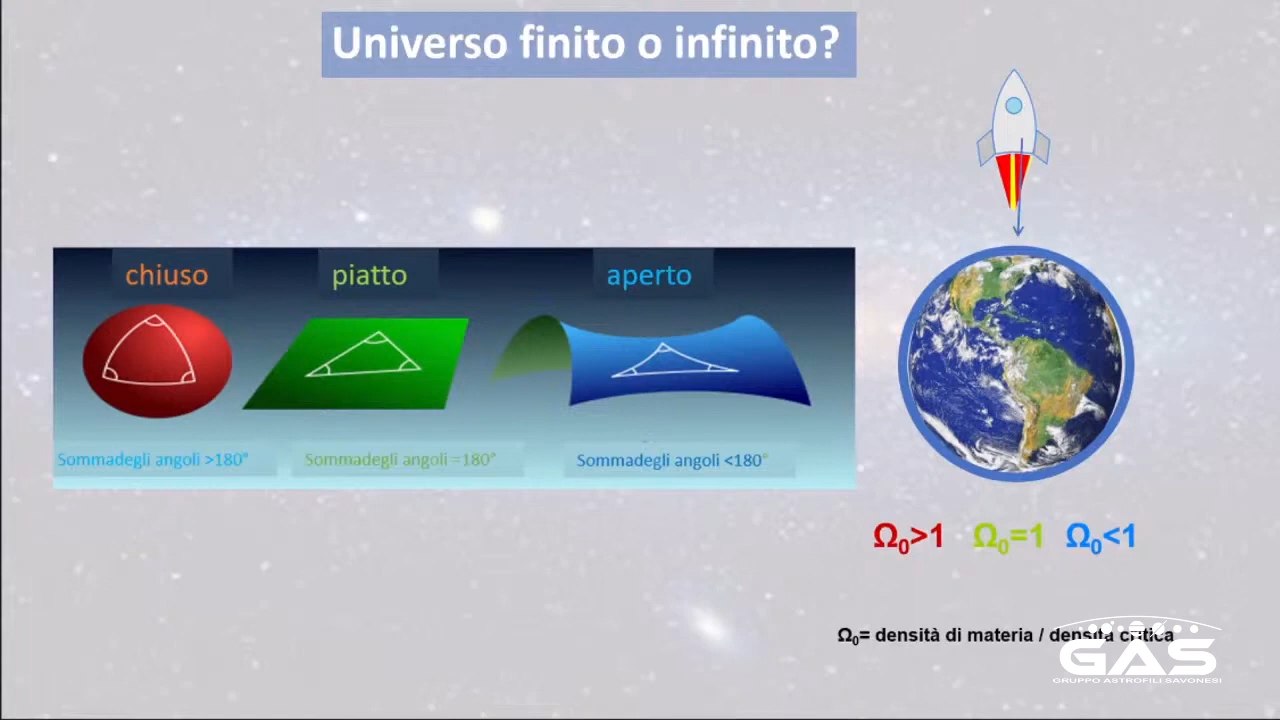 Universo finito o infinito?
chiuso piatto aperto
Sommadegli angoli >180° Sommadegli angoli =180° Sommadegli angoli <180°
Ω₀>1 Ω₀=1 Ω₀<1
Ω₀= densità di materia / densità critica
GAS
GRUPPO ASTROFILI SAVONESI